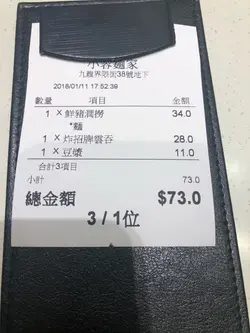 小蓉麵家
九龍界限街38號地下
2018/01/11 17:52:39
數量 項目 金額
1 X 鮮豬潤撈 34.0
*麵
1 X 炸招牌雲吞 28.0
1 X 豆漿 11.0
合計3項目
小計 73.0
總金額 $73.0
3 / 1位